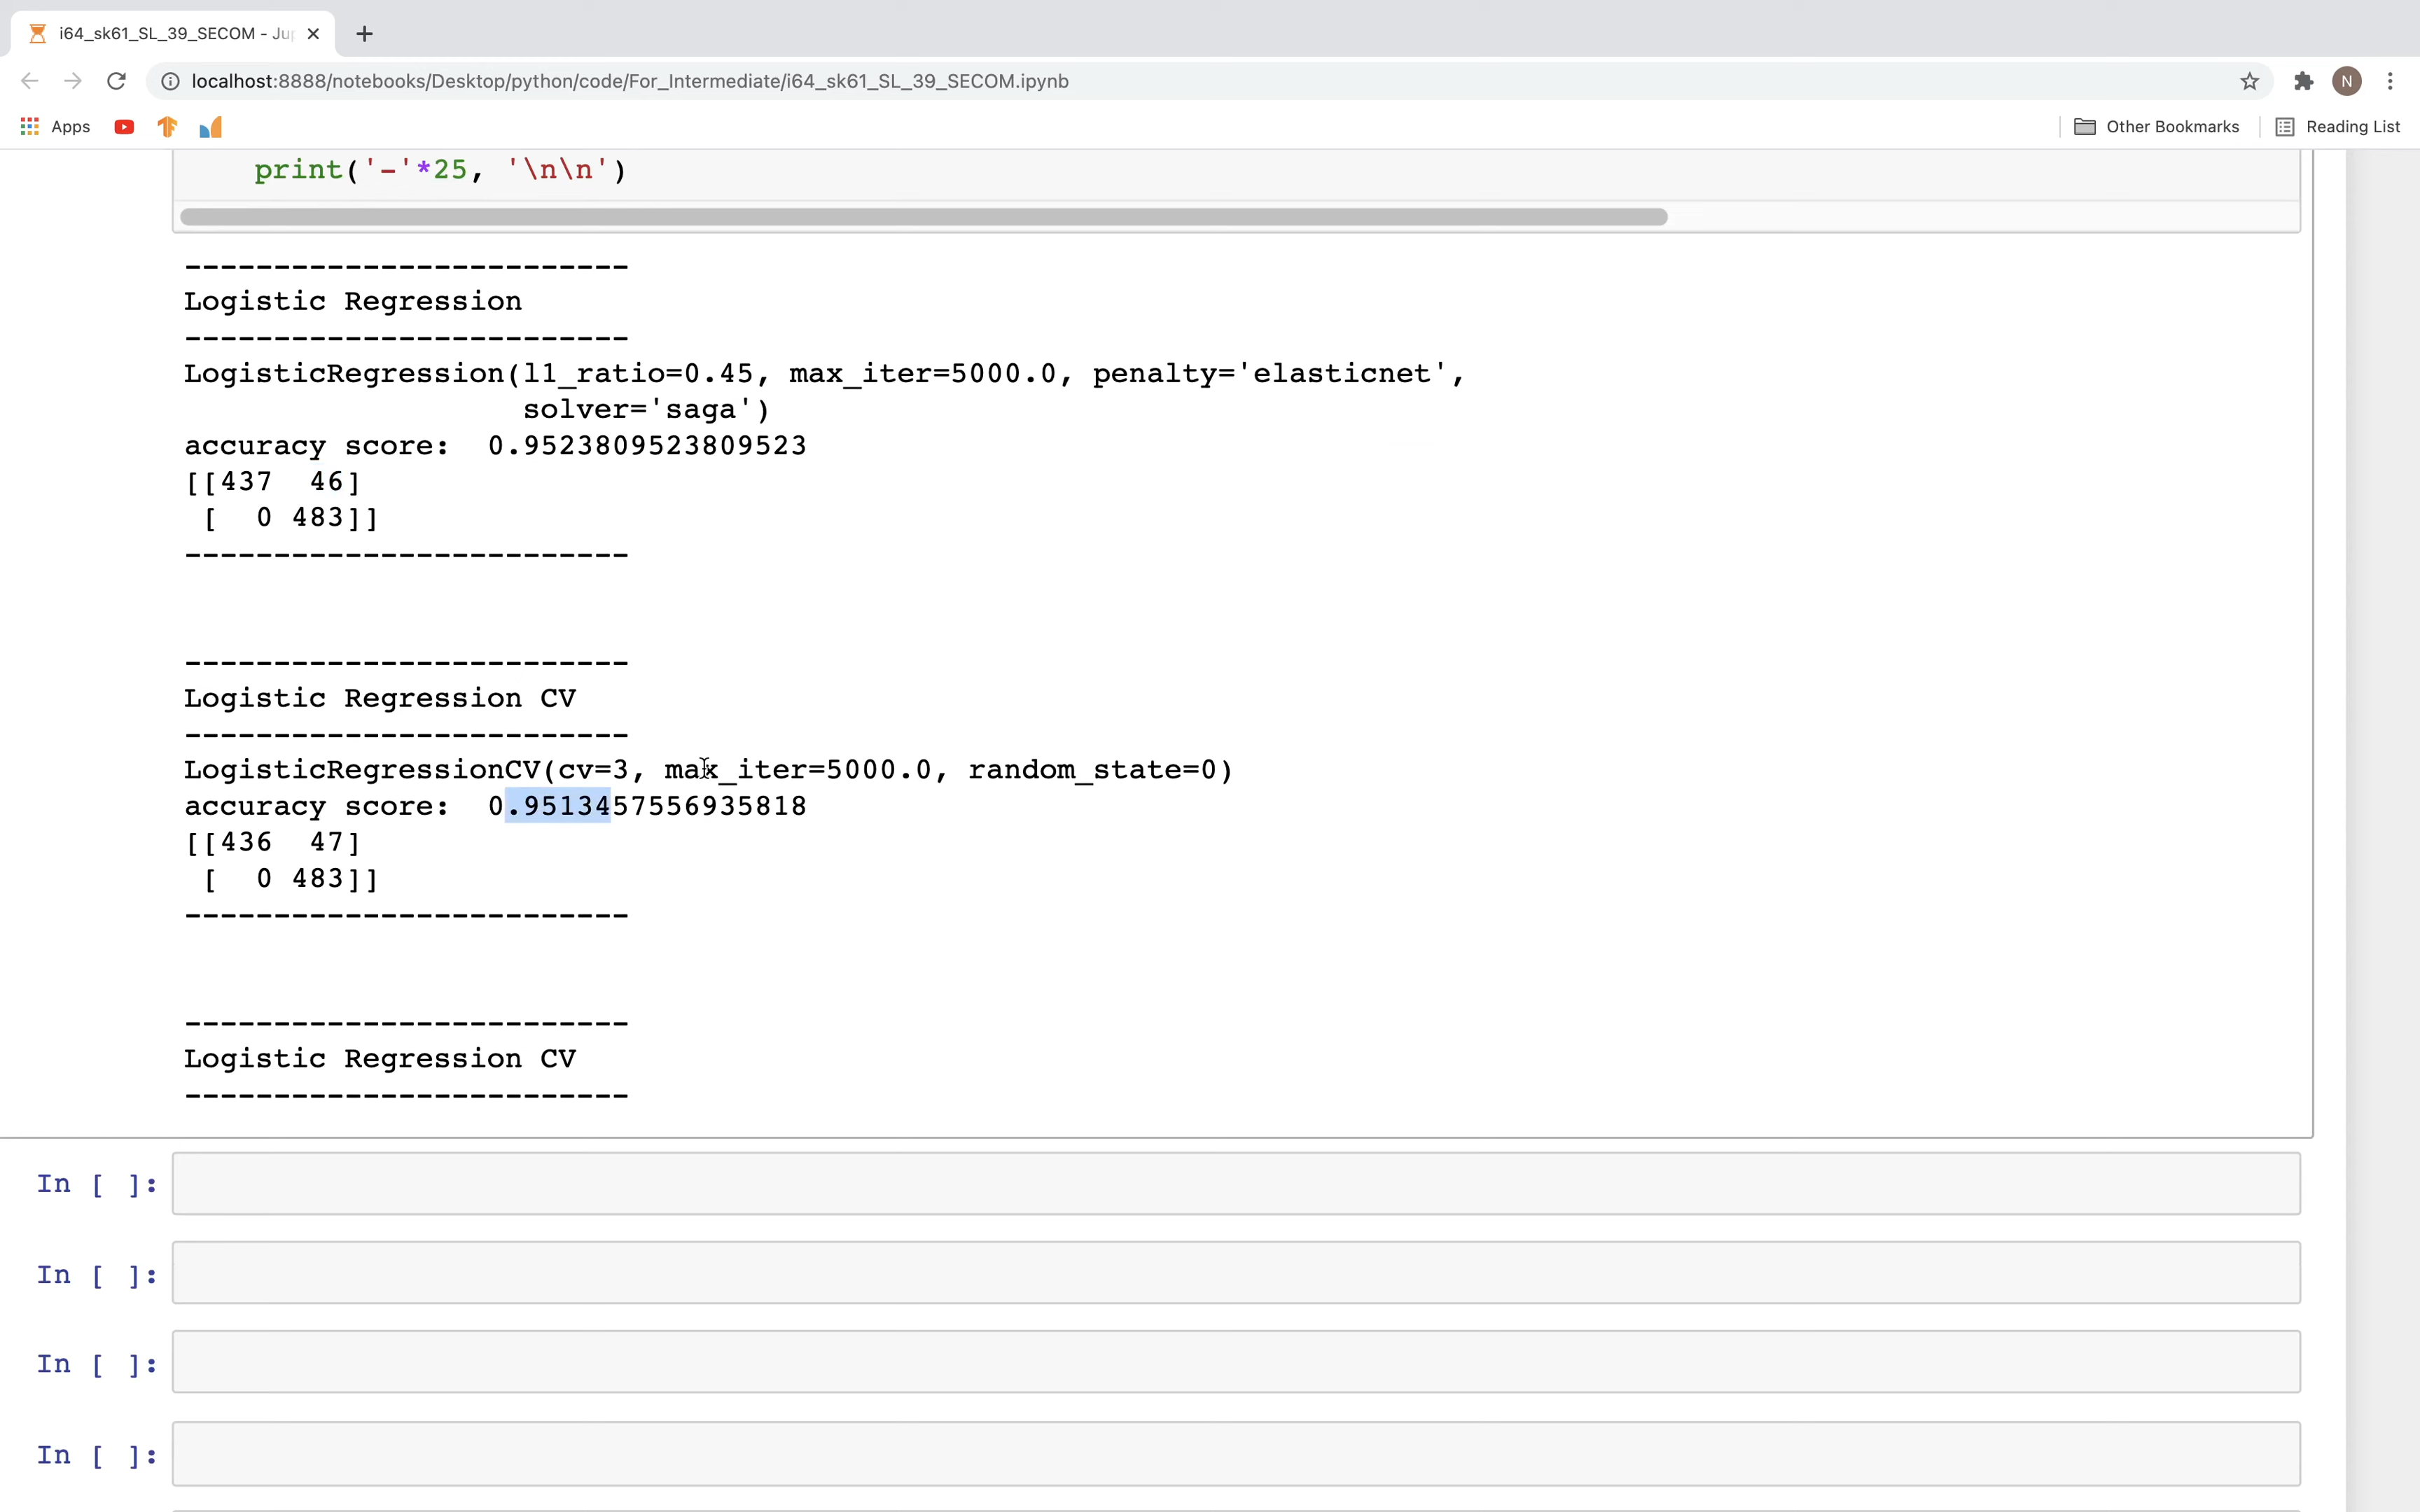 i64_sk61_SL_39_SECOM - Ju
localhost:8888/notebooks/Desktop/python/code/For_Intermediate/i64_sk61_SL_39_SECOM.ipynb
N
Apps
Other Bookmarks
Reading List
print('-'*25, '\n\n')
-------------------------
Logistic Regression
-------------------------
LogisticRegression(l1_ratio=0.45, max_iter=5000.0, penalty='elasticnet',
solver='saga')
accuracy score:  0.9523809523809523
[[437  46]
[  0 483]]
-------------------------
-------------------------
Logistic Regression CV
-------------------------
LogisticRegressionCV(cv=3, max_iter=5000.0, random_state=0)
accuracy score:  0.9513457556935818
[[436  47]
[  0 483]]
-------------------------
-------------------------
Logistic Regression CV
-------------------------
In [ ]:
In [ ]:
In [ ]:
In [ ]: